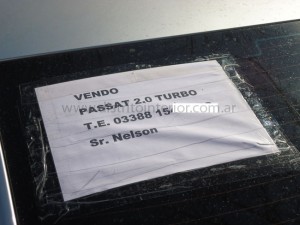 VENDO
PASSAT 2.0 TURBO
T.E. 03388 15
Sr. Nelson